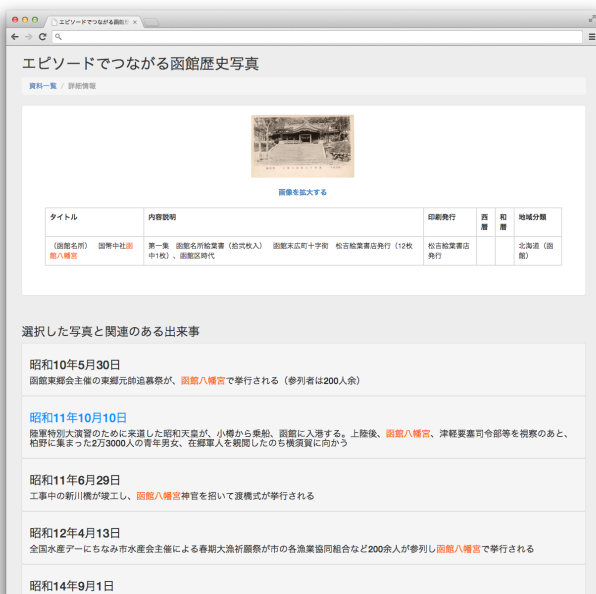 エピソードでつながる函館歴
エピソードでつながる函館歴史写真
資料一覧 / 詳細情報
画像を拡大する
タイトル 内容説明 印刷発行 西暦 和暦 地域分類
（函館名所）　国幣中社函館八幡宮 第一集　函館名所絵葉書（拾弐枚入）　函館末広町十字街　松吉絵葉書店発行（12枚中1枚）、函館区時代 松吉絵葉書店発行 北海道（函館）
選択した写真と関連のある出来事
昭和10年5月30日
函館東郷会主催の東郷元帥追慕祭が、函館八幡宮で挙行される（参列者は200人余）
昭和11年10月10日
陸軍特別大演習のために来道した昭和天皇が、小樽から乗船、函館に入港する。上陸後、函館八幡宮、津軽要塞司令部等を視察のあと、
柏野に集まった2万3000人の青年男女、在郷軍人を親閲したのち横須賀に向かう
昭和11年6月29日
工事中の新川橋が竣工し、函館八幡宮神官を招いて渡橋式が挙行される
昭和12年4月13日
全国水産デーにちなみ市水産会主催による春期大漁祈願祭が市の各漁業協同組合など200余人が参列し函館八幡宮で挙行される
昭和14年9月1日